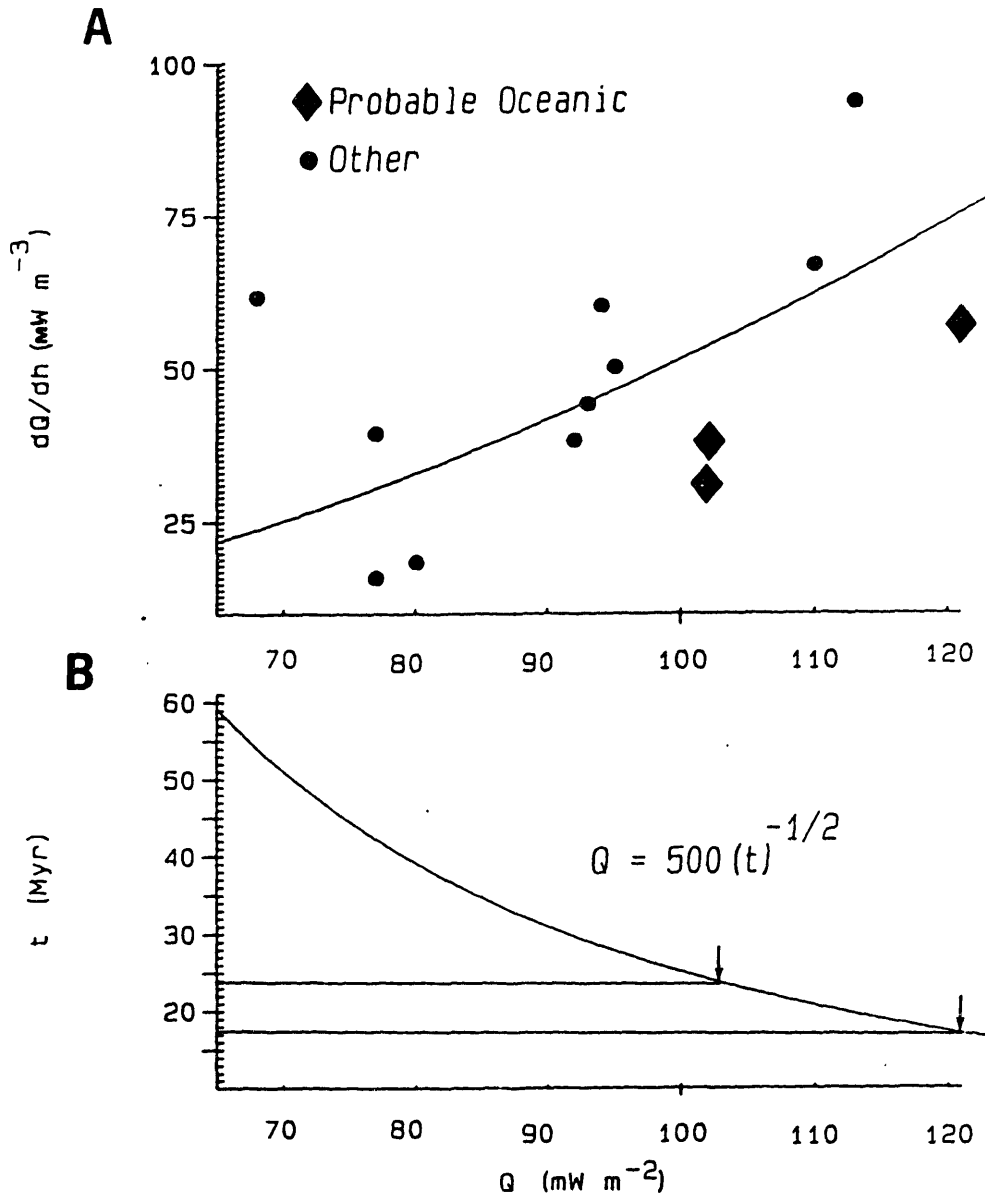 A
100
75
50
25
dQ/dh (mW m⁻³)
◆ Probable Oceanic
● Other
70 80 90 100 110 120
B
60
50
40
30
20
t (Myr)
Q = 500(t)⁻¹/²
70 80 90 100 110 120
Q (mW m⁻²)